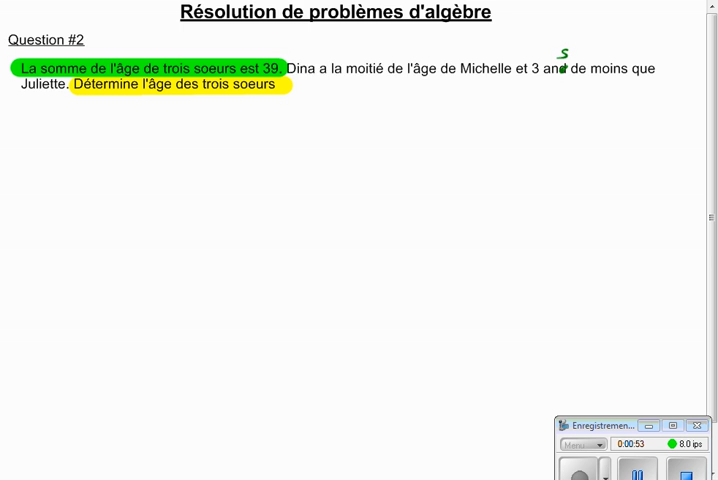 Résolution de problèmes d'algèbre
Question #2
S
La somme de l'âge de trois soeurs est 39. Dina a la moitié de l'âge de Michelle et 3 and de moins que
Juliette. Détermine l'âge des trois soeurs
Enregistremen...
Menu
0:00:53
8.0 ips